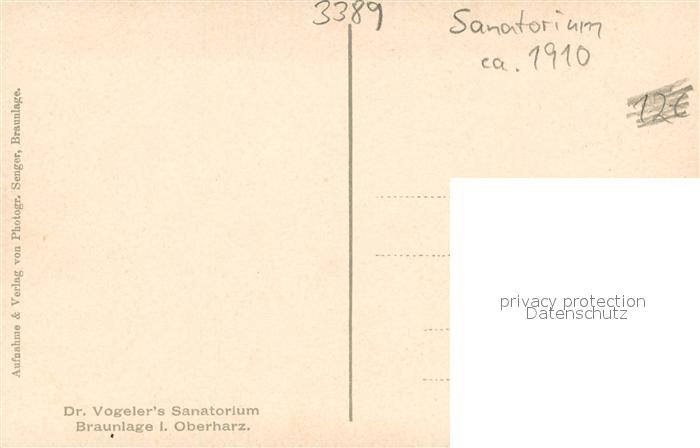 3389
Sanatorium
ca. 1910
12€
Aufnahme & Verlag von Photogr. Senger, Braunlage.
privacy protection
Datenschutz
Dr. Vogeler's Sanatorium
Braunlage i. Oberharz.